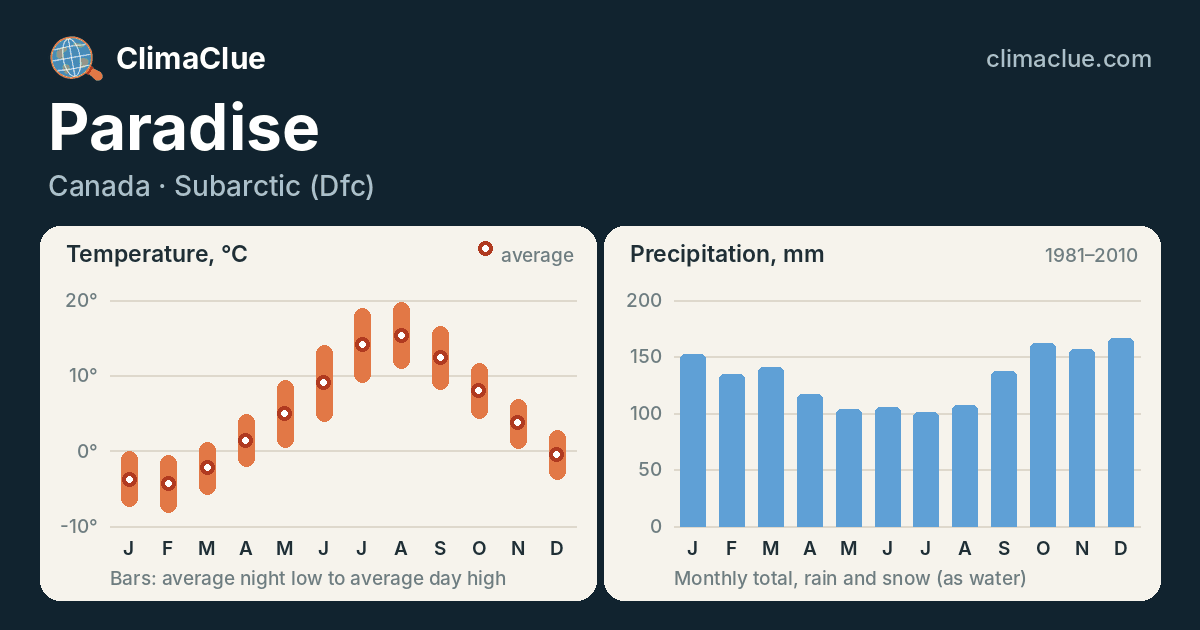 ClimaClue
climaclue.com
Paradise
Canada · Subarctic (Dfc)
Temperature, °C
average
20°
10°
0°
-10°
J F M A M J J A S O N D
Bars: average night low to average day high
Precipitation, mm
1981–2010
200
150
100
50
0
J F M A M J J A S O N D
Monthly total, rain and snow (as water)